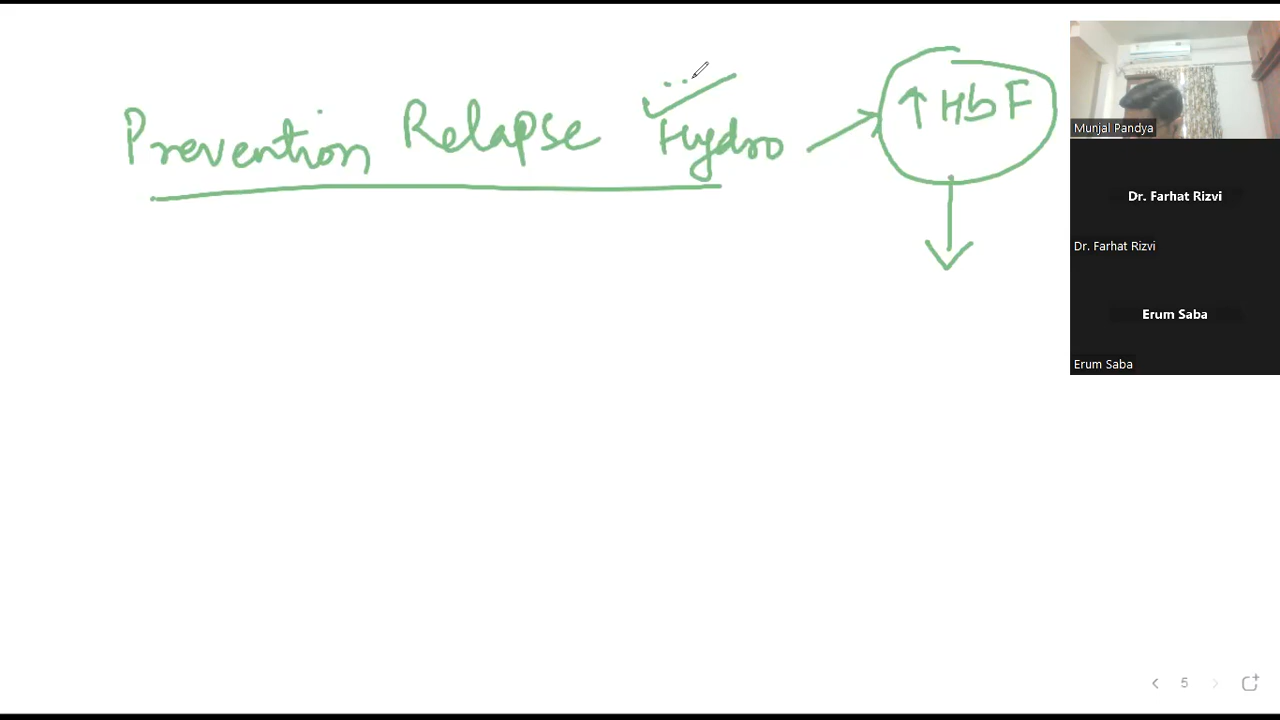 Prevention Relapse Hydro → ↑ HbF
↓
Munjal Pandya
Dr. Farhat Rizvi
Dr. Farhat Rizvi
Erum Saba
Erum Saba
5